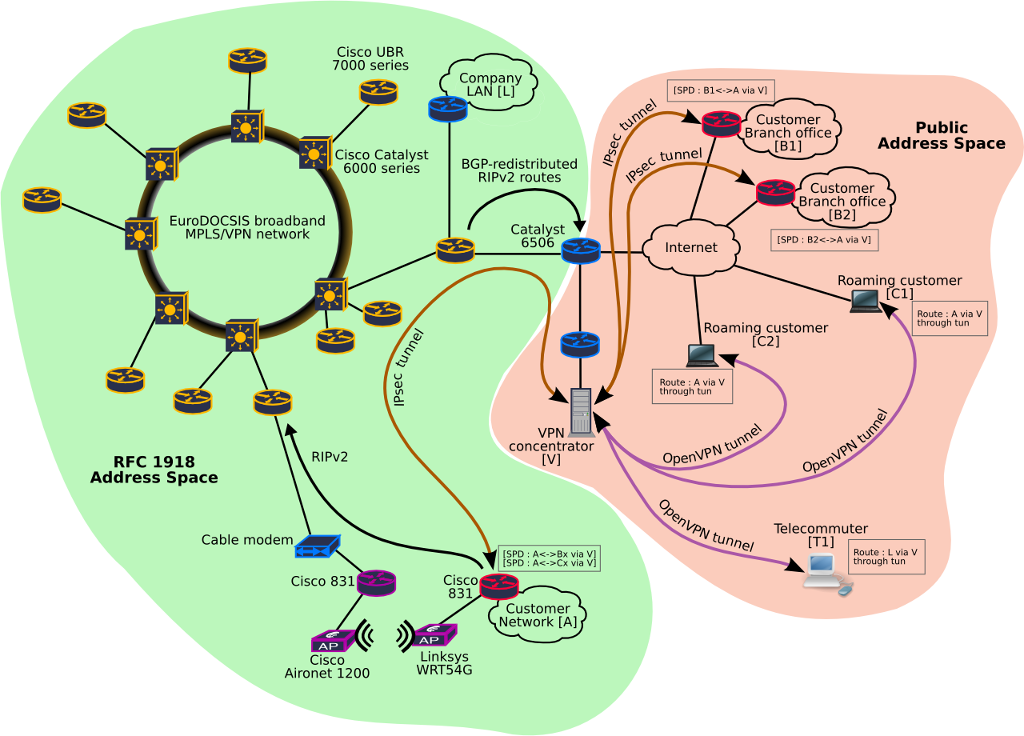 Cisco UBR
7000 series
Company
LAN [L]
Cisco Catalyst
6000 series
BGP-redistributed
RIPv2 routes
EuroDOCSIS broadband
MPLS/VPN network
Catalyst
6506
IPsec tunnel
RIPv2
RFC 1918
Address Space
Cable modem
Cisco 831
AP
Cisco
Aironet 1200
AP
Linksys
WRT54G
Cisco
831
[SPD : A<->Bx via V]
[SPD : A<->Cx via V]
Customer
Network [A]
[SPD : B1<->A via V]
IPsec tunnel
Customer
Branch office
[B1]
Public
Address Space
IPsec tunnel
Customer
Branch office
[B2]
[SPD : B2<->A via V]
Internet
Roaming customer
[C1]
Route : A via V
through tun
Roaming customer
[C2]
Route : A via V
through tun
VPN
concentrator
[V]
OpenVPN tunnel
OpenVPN tunnel
OpenVPN tunnel
Telecommuter
[T1]
Route : L via V
through tun